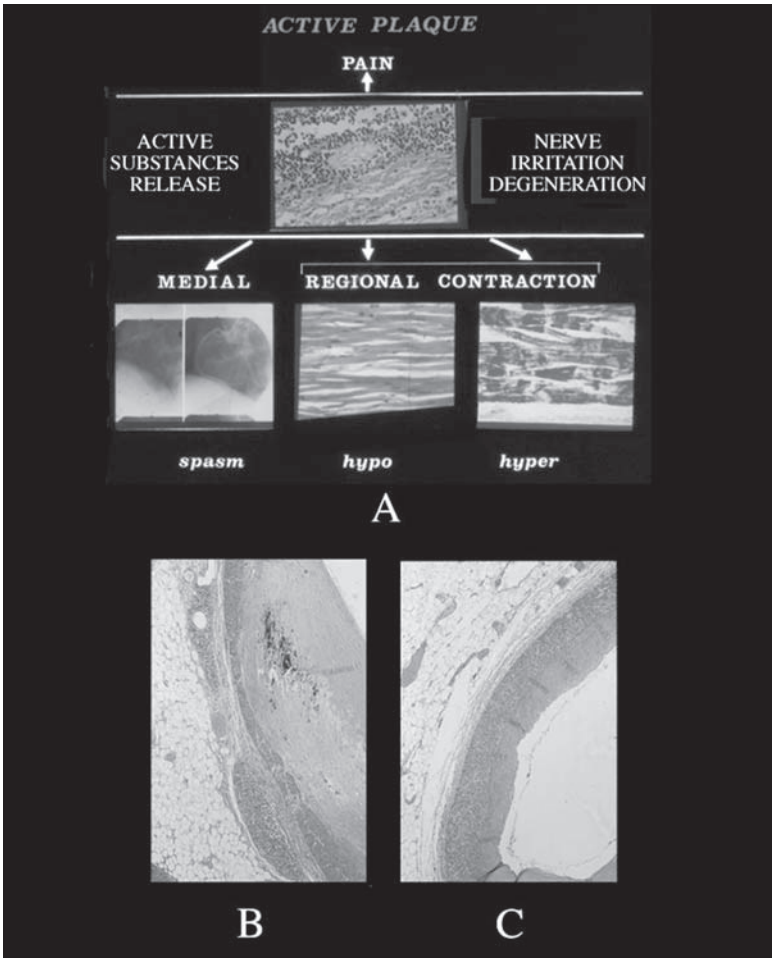 ACTIVE PLAQUE
PAIN
ACTIVE
SUBSTANCES
RELEASE
NERVE
IRRITATION
DEGENERATION
MEDIAL
REGIONAL CONTRACTION
spasm
hypo
hyper
A
B
C